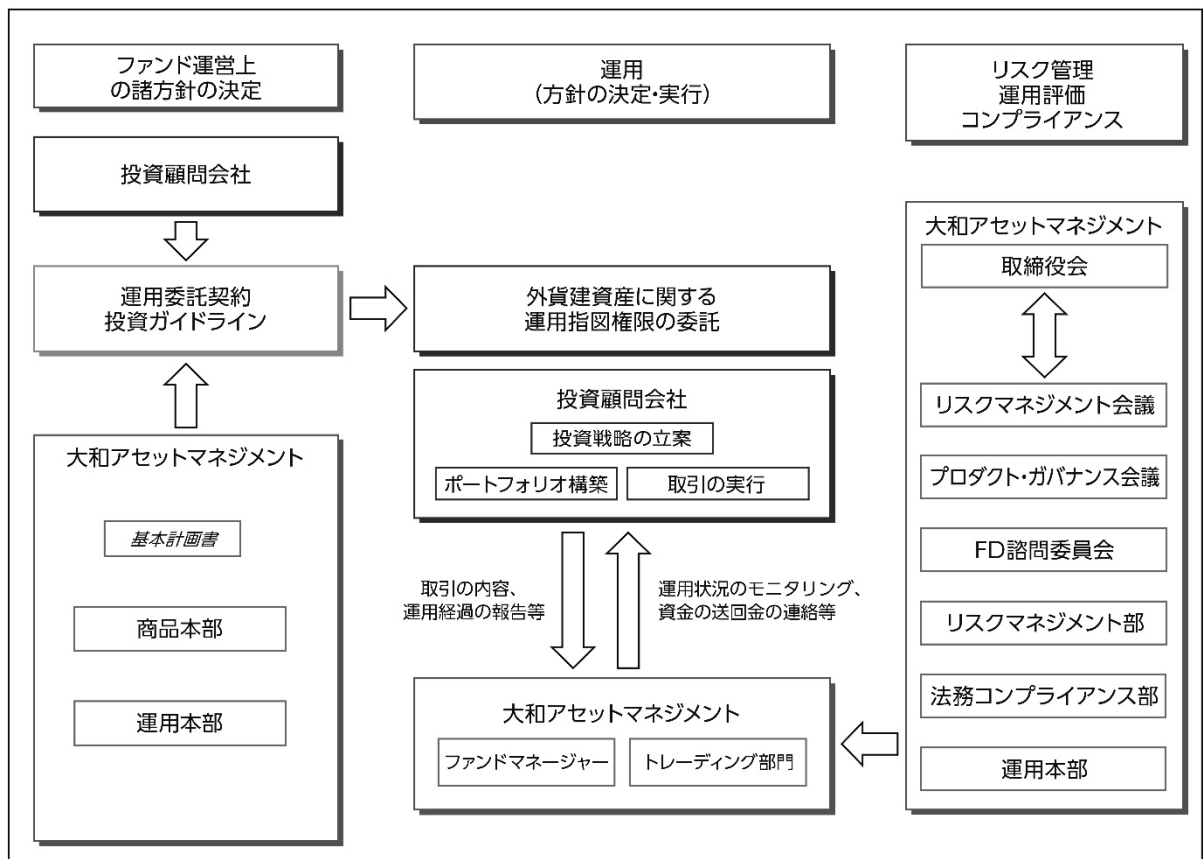 ファンド運営上
の諸方針の決定
運用
(方針の決定・実行)
リスク管理
運用評価
コンプライアンス
投資顧問会社
運用委託契約
投資ガイドライン
大和アセットマネジメント
基本計画書
商品本部
運用本部
外貨建資産に関する
運用指図権限の委託
投資顧問会社
投資戦略の立案
ポートフォリオ構築
取引の実行
取引の内容、
運用経過の報告等
運用状況のモニタリング、
資金の送回金の連絡等
大和アセットマネジメント
ファンドマネージャー
トレーディング部門
大和アセットマネジメント
取締役会
リスクマネジメント会議
プロダクト・ガバナンス会議
FD諮問委員会
リスクマネジメント部
法務コンプライアンス部
運用本部